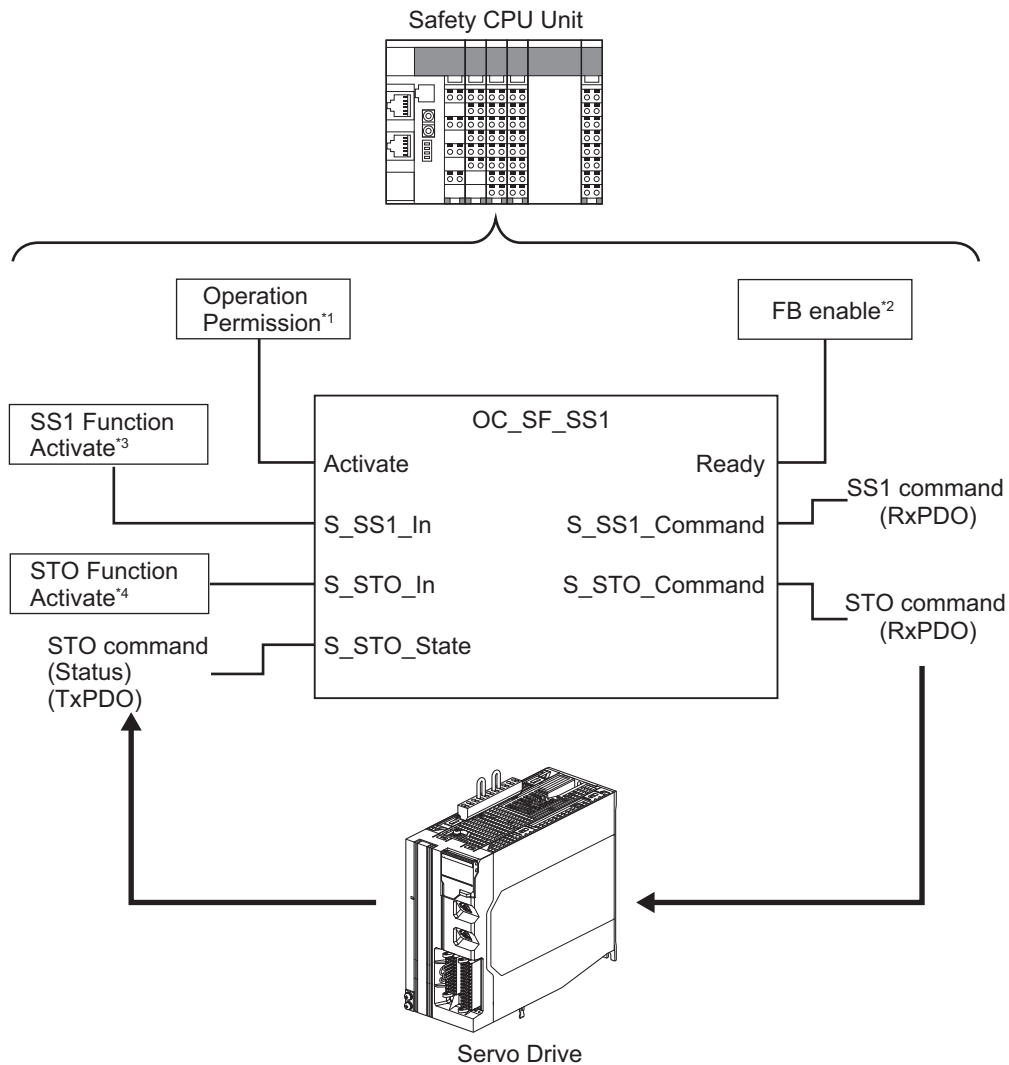 Safety CPU Unit
Operation
Permission*1
FB enable*2
SS1 Function
Activate*3
OC_SF_SS1
Activate
Ready
SS1 command
(RxPDO)
S_SS1_In
S_SS1_Command
STO Function
Activate*4
S_STO_In
S_STO_Command
STO command
(RxPDO)
STO command
(Status)
(TxPDO)
S_STO_State
Servo Drive